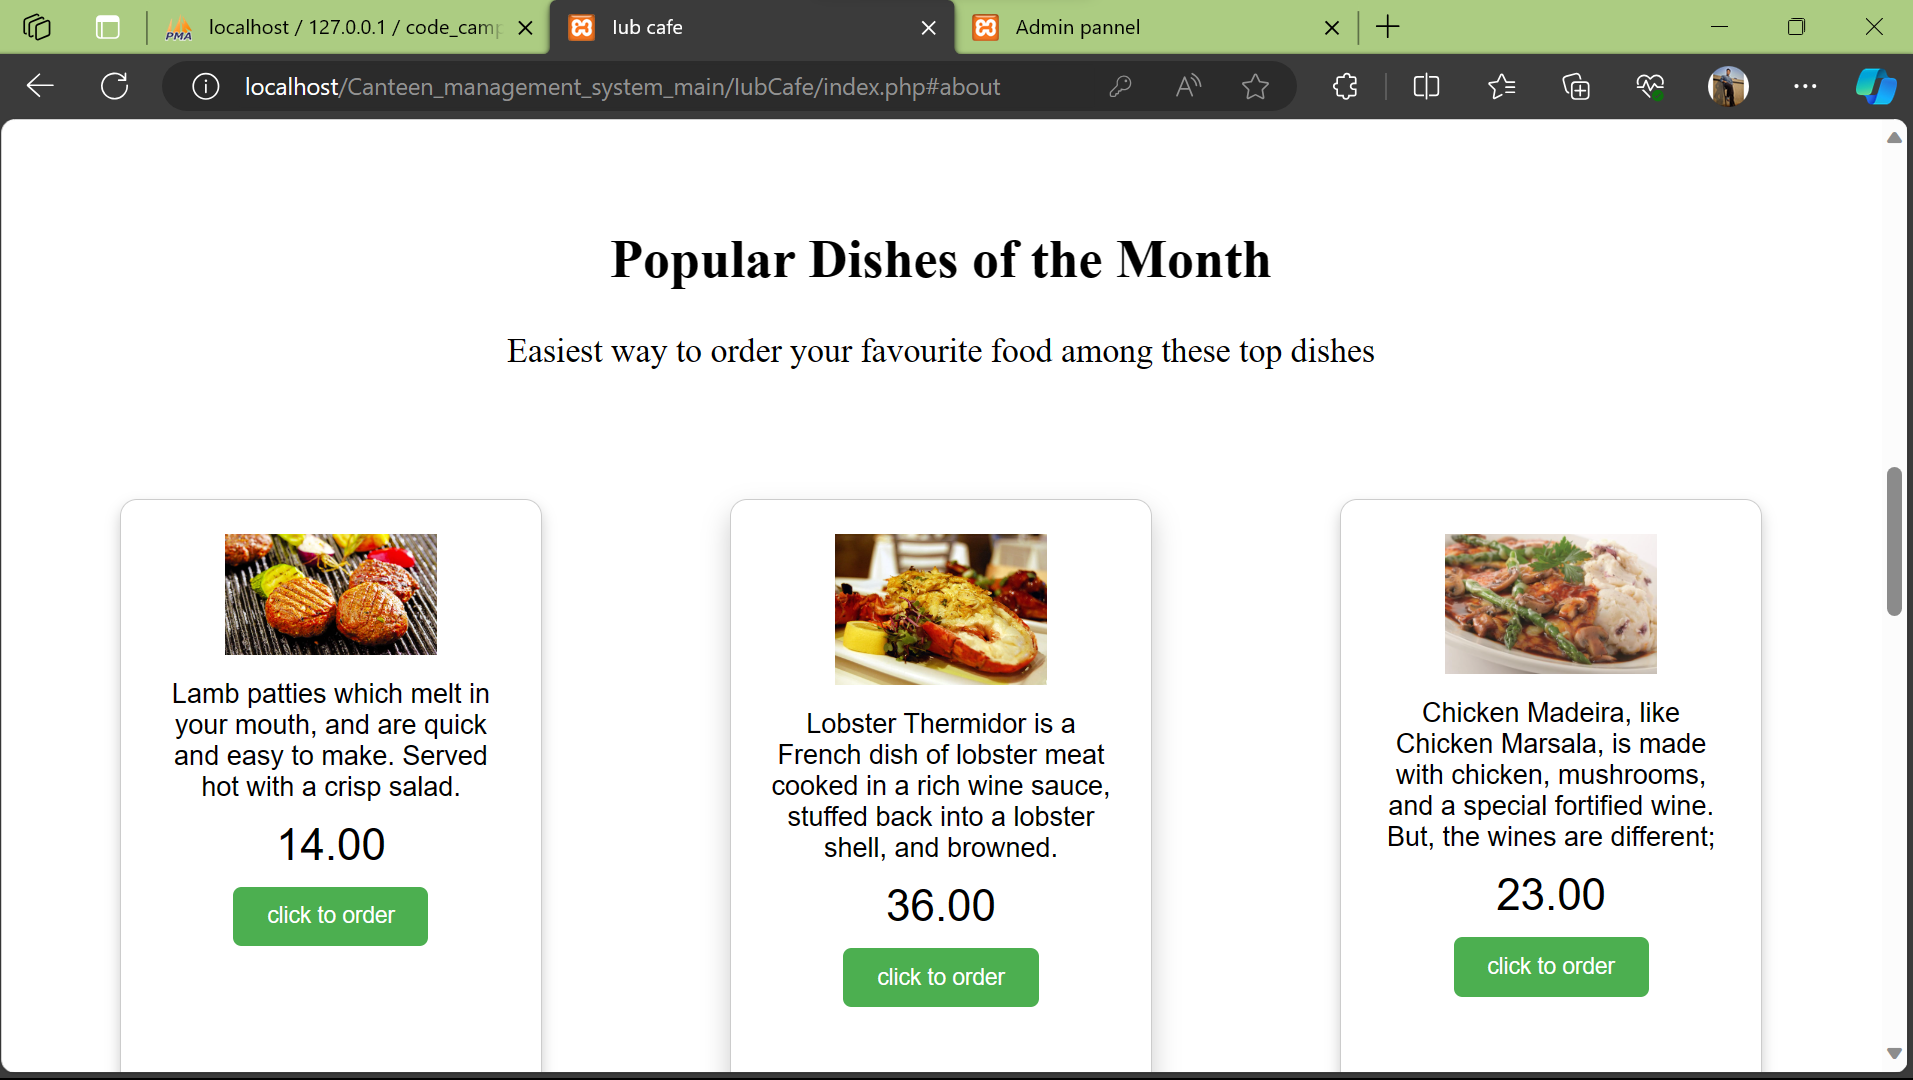 PMA
localhost / 127.0.0.1 / code_camp
Iub cafe
Admin pannel
localhost/Canteen_management_system_main/IubCafe/index.php#about
Popular Dishes of the Month
Easiest way to order your favourite food among these top dishes
Lamb patties which melt in
your mouth, and are quick
and easy to make. Served
hot with a crisp salad.
14.00
click to order
Lobster Thermidor is a
French dish of lobster meat
cooked in a rich wine sauce,
stuffed back into a lobster
shell, and browned.
36.00
click to order
Chicken Madeira, like
Chicken Marsala, is made
with chicken, mushrooms,
and a special fortified wine.
But, the wines are different;
23.00
click to order